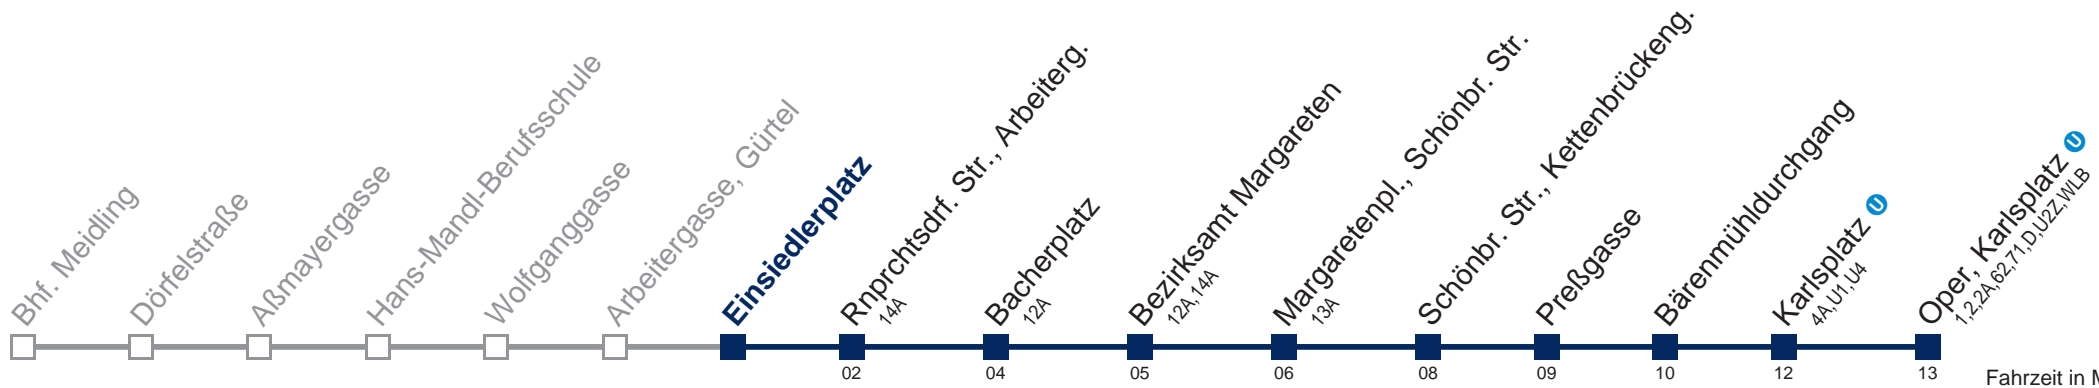 Bhf. Meidling
Dörfelstraße
Aßmayergasse
Hans-Mandl-Berufsschule
Wolfganggasse
Arbeitergasse, Gürtel
Einsiedlerplatz
Rnprchtsdrf. Str., Arbeiterg.
14A
Bacherplatz
12A
Bezirksamt Margareten
12A,14A
Margaretenpl., Schönbr. Str.
13A
Schönbr. Str., Kettenbrückeng.
Preßgasse
Bärenmühldurchgang
Karlsplatz U
4A,U1,U4
Oper, Karlsplatz U
1,2,2A,62,71,D,U2Z,WLB
02 04 05 06 08 09 10 12 13
Fahrzeit in M